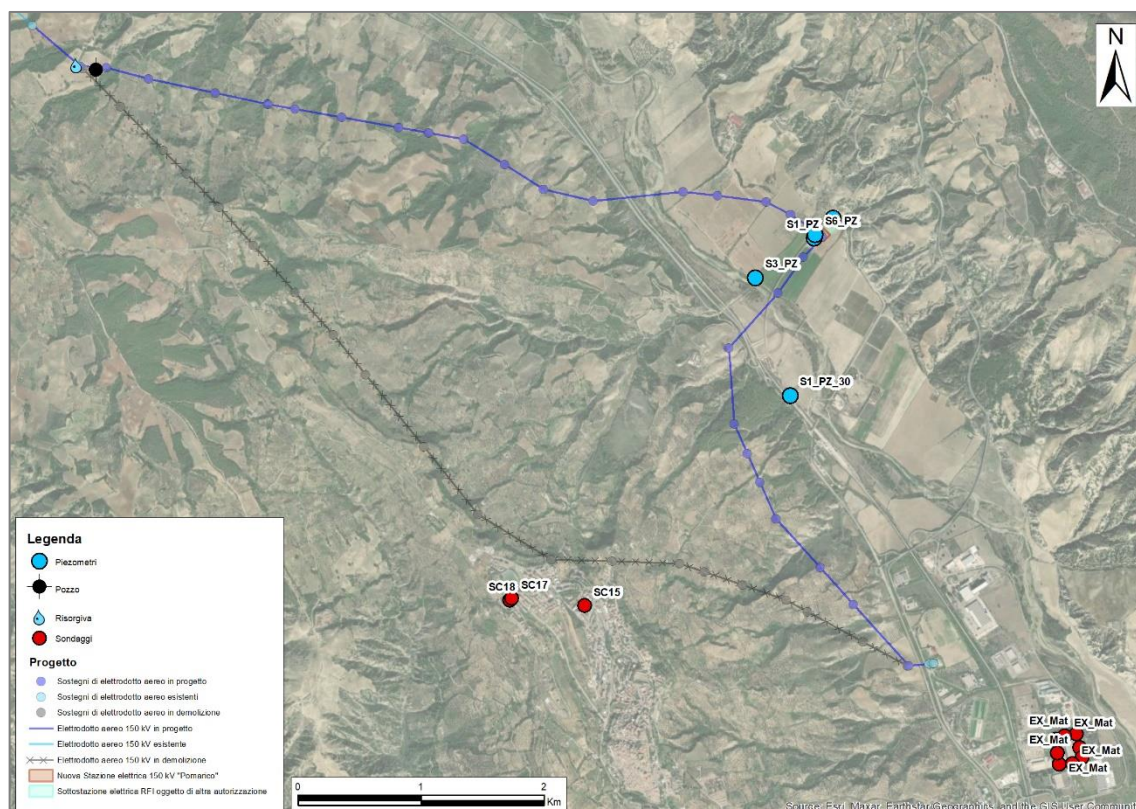 N
S1_PZ
S6_PZ
S3_PZ
S1_PZ_30
SC18
SC17
SC15
EX_Mat
EX_Mat
EX_Mat
EX_Mat
EX_Mat
Legenda
Piezometri
Pozzo
Risorgiva
Sondaggi
Progetto
Sostegni di elettrodotto aereo in progetto
Sostegni di elettrodotto aereo esistenti
Sostegni di elettrodotto aereo in demolizione
Elettrodotto aereo 150 kV in progetto
Elettrodotto aereo 150 kV esistente
Elettrodotto aereo 150 kV in demolizione
Nuova Stazione elettrica 150 kV "Pomarico"
Sottostazione elettrica RFI oggetto di altra autorizzazione
0 1 2
Km
Source: Esri, Maxar, Earthstar Geographics, and the GIS User Communit